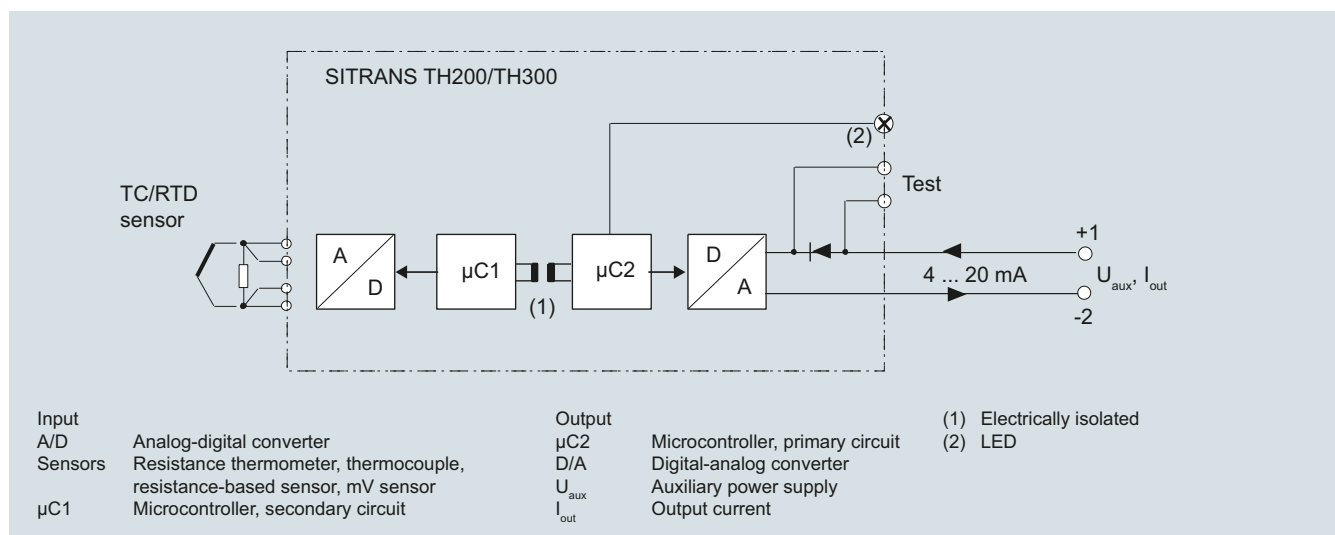 SITRANS TH200/TH300
(2)
Test
TC/RTD
sensor
A
D
µC1
(1)
µC2
D
A
4 ... 20 mA
+1
U_aux, I_out
-2
Input
A/D Analog-digital converter
Sensors Resistance thermometer, thermocouple,
resistance-based sensor, mV sensor
µC1 Microcontroller, secondary circuit
Output
µC2 Microcontroller, primary circuit
D/A Digital-analog converter
U_aux Auxiliary power supply
I_out Output current
(1) Electrically isolated
(2) LED